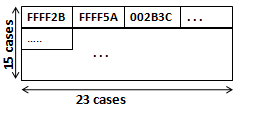 FFFF2B FFFF5A 002B3C ...
.....
...
15 cases
23 cases